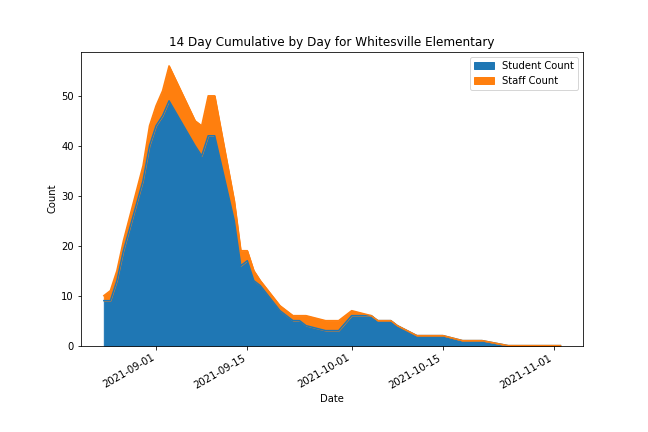 14 Day Cumulative by Day for Whitesville Elementary
Student Count
Staff Count
Count
50
40
30
20
10
0
2021-09-01
2021-09-15
2021-10-01
2021-10-15
2021-11-01
Date